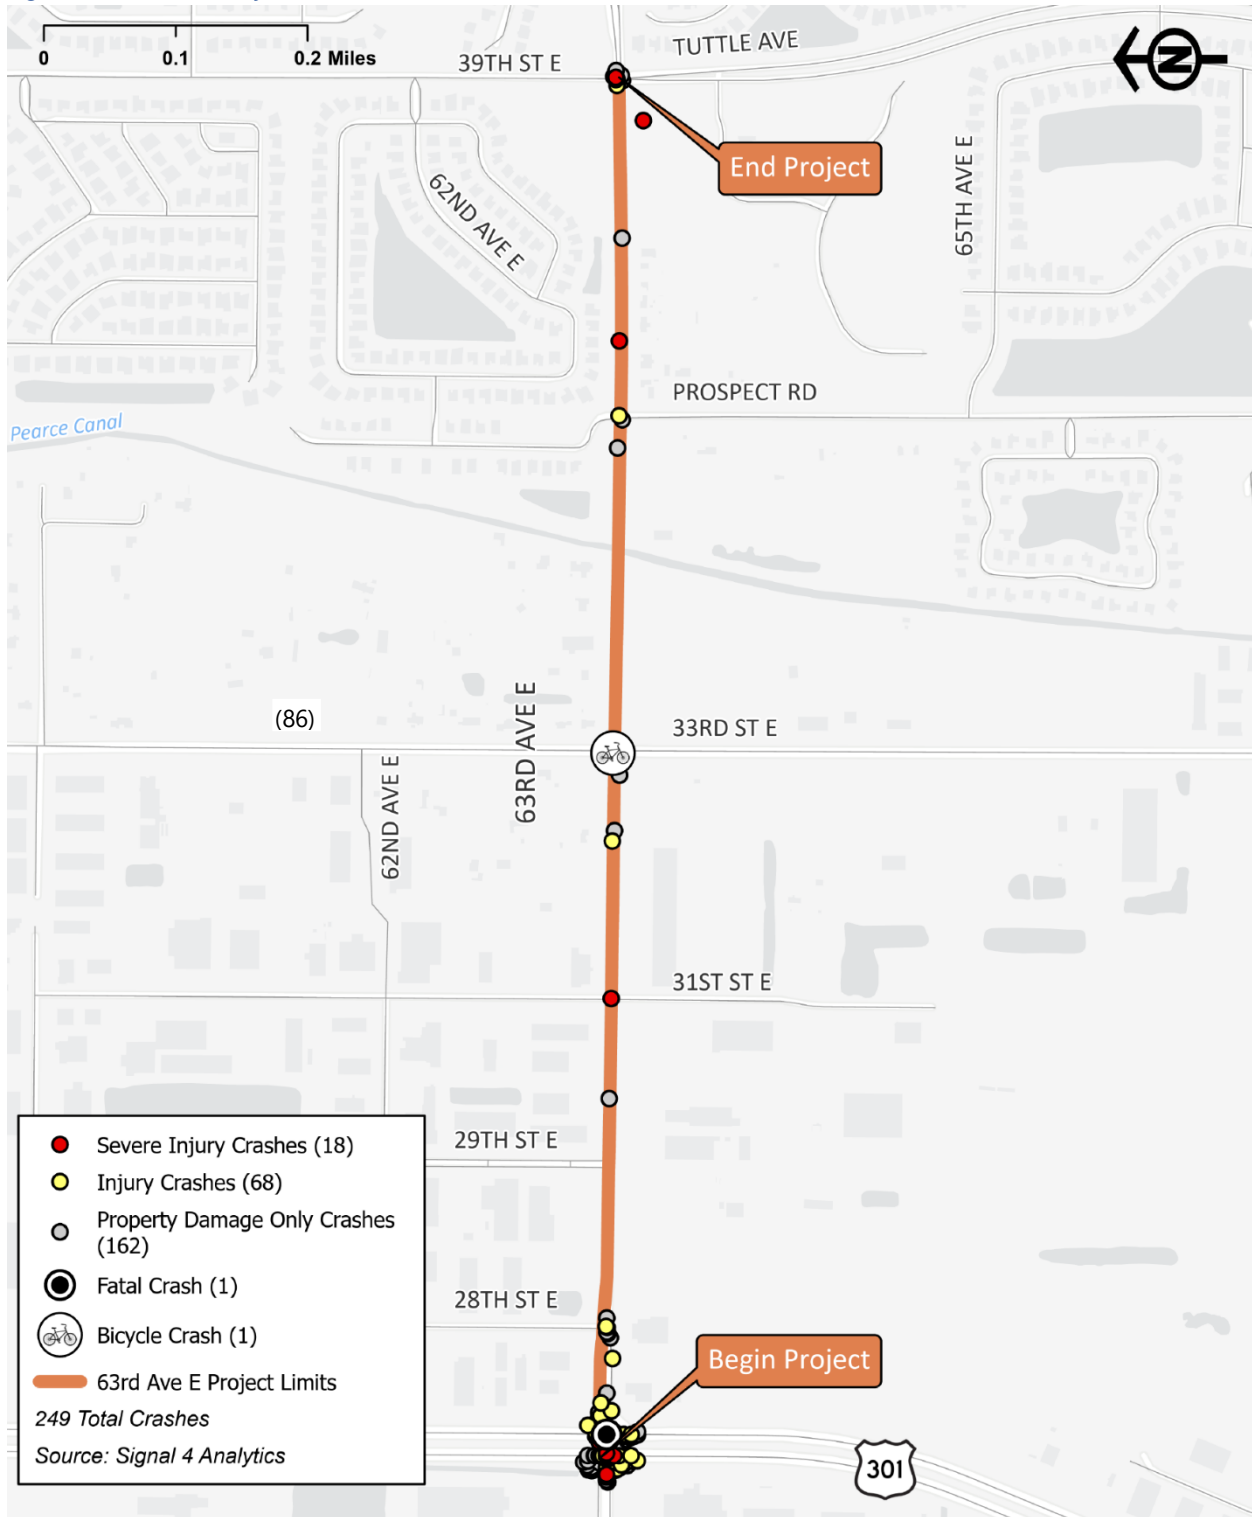 0 0.1 0.2 Miles
39TH ST E
TUTTLE AVE
N
End Project
62ND AVE E
65TH AVE E
PROSPECT RD
Pearce Canal
(86)
63RD AVE E
33RD ST E
62ND AVE E
31ST ST E
29TH ST E
28TH ST E
Begin Project
301
Severe Injury Crashes (18)
Injury Crashes (68)
Property Damage Only Crashes
(162)
Fatal Crash (1)
Bicycle Crash (1)
63rd Ave E Project Limits
249 Total Crashes
Source: Signal 4 Analytics